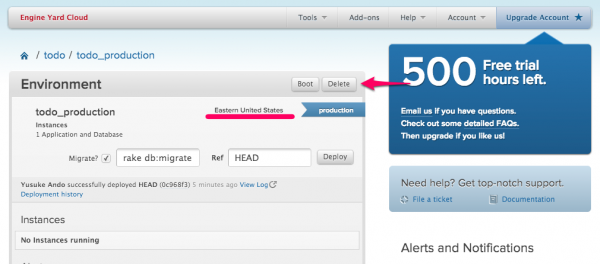 Engine Yard Cloud
Tools
Add-ons
Help
Account
Upgrade Account
/ todo / todo_production
Environment
Boot
Delete
todo_production
Eastern United States
production
Instances
1 Application and Database
Migrate?
rake db:migrate
Ref
HEAD
Deploy
Yusuke Ando successfully deployed HEAD (0c968f3) 5 minutes ago View Log
Deployment history
Instances
No Instances running
500 Free trial
hours left.
Email us if you have questions.
Check out some detailed FAQs.
Then upgrade if you like us!
Need help? Get top-notch support.
File a ticket
Documentation
Alerts and Notifications